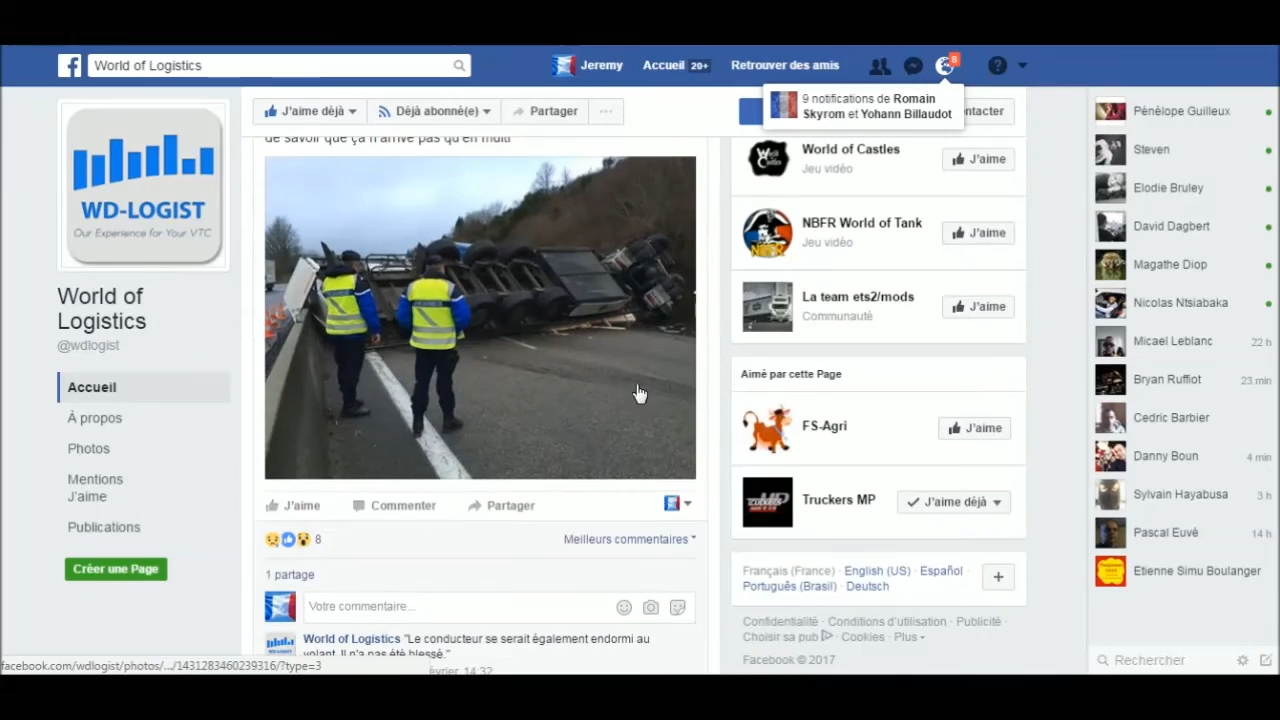 World of Logistics
Jeremy
Accueil 20+
Retrouver des amis
8
?
9 notifications de Romain
Skyrom et Yohann Billaudot
J'aime déjà
Déjà abonné(e)
Partager
...
ntacter
WD-LOGIST
Our Experience for Your VTC
World of
Logistics
@wdlogist
Accueil
À propos
Photos
Mentions
J'aime
Publications
Créer une Page
de savoir que ça n'arrive pas qu'en multi
J'aime
Commenter
Partager
8
Meilleurs commentaires
1 partage
Votre commentaire...
World of Logistics "Le conducteur se serait également endormi au
volant. Il n'a pas été blessé."
février, 14:32
facebook.com/wdlogist/photos/.../1431283460239316/?type=3
World of Castles
Jeu vidéo
J'aime
NBFR World of Tank
Jeu vidéo
J'aime
NBFR
La team ets2/mods
Communauté
J'aime
Aimé par cette Page
FS-Agri
J'aime
Truckers MP
J'aime déjà
Français (France) · English (US) · Español ·
Português (Brasil) · Deutsch
+
Confidentialité · Conditions d'utilisation · Publicité ·
Choisir sa pub · Cookies · Plus
Facebook © 2017
Pénélope Guilleux
Steven
Elodie Bruley
David Dagbert
Magathe Diop
Nicolas Ntsiabaka
Micael Leblanc 22 h
Bryan Ruffiot 23 min
Cedric Barbier
Danny Boun 4 min
Sylvain Hayabusa 3 h
Pascal Euvé 14 h
Etienne Simu Boulanger
Rechercher